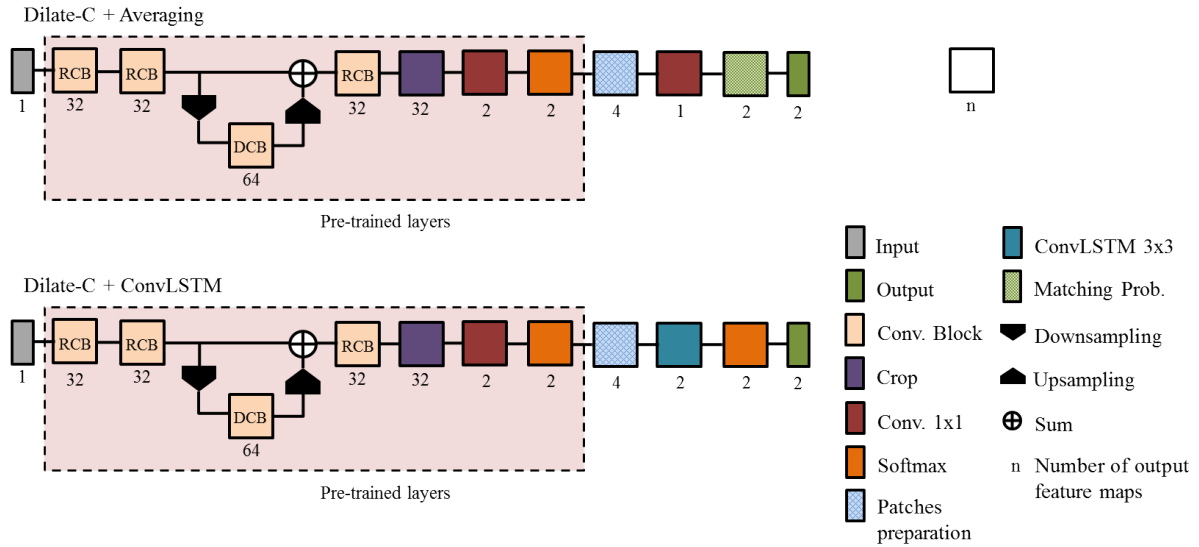 Dilate-C + Averaging
RCB
RCB
RCB
1
32
32
32
32
2
2
4
1
2
2
n
DCB
64
Pre-trained layers
Dilate-C + ConvLSTM
RCB
RCB
RCB
1
32
32
32
32
2
2
4
2
2
2
DCB
64
Pre-trained layers
Input
Output
Conv. Block
Crop
Conv. 1x1
Softmax
Patches
preparation
ConvLSTM 3x3
Matching Prob.
Downsampling
Upsampling
Sum
n Number of output
feature maps